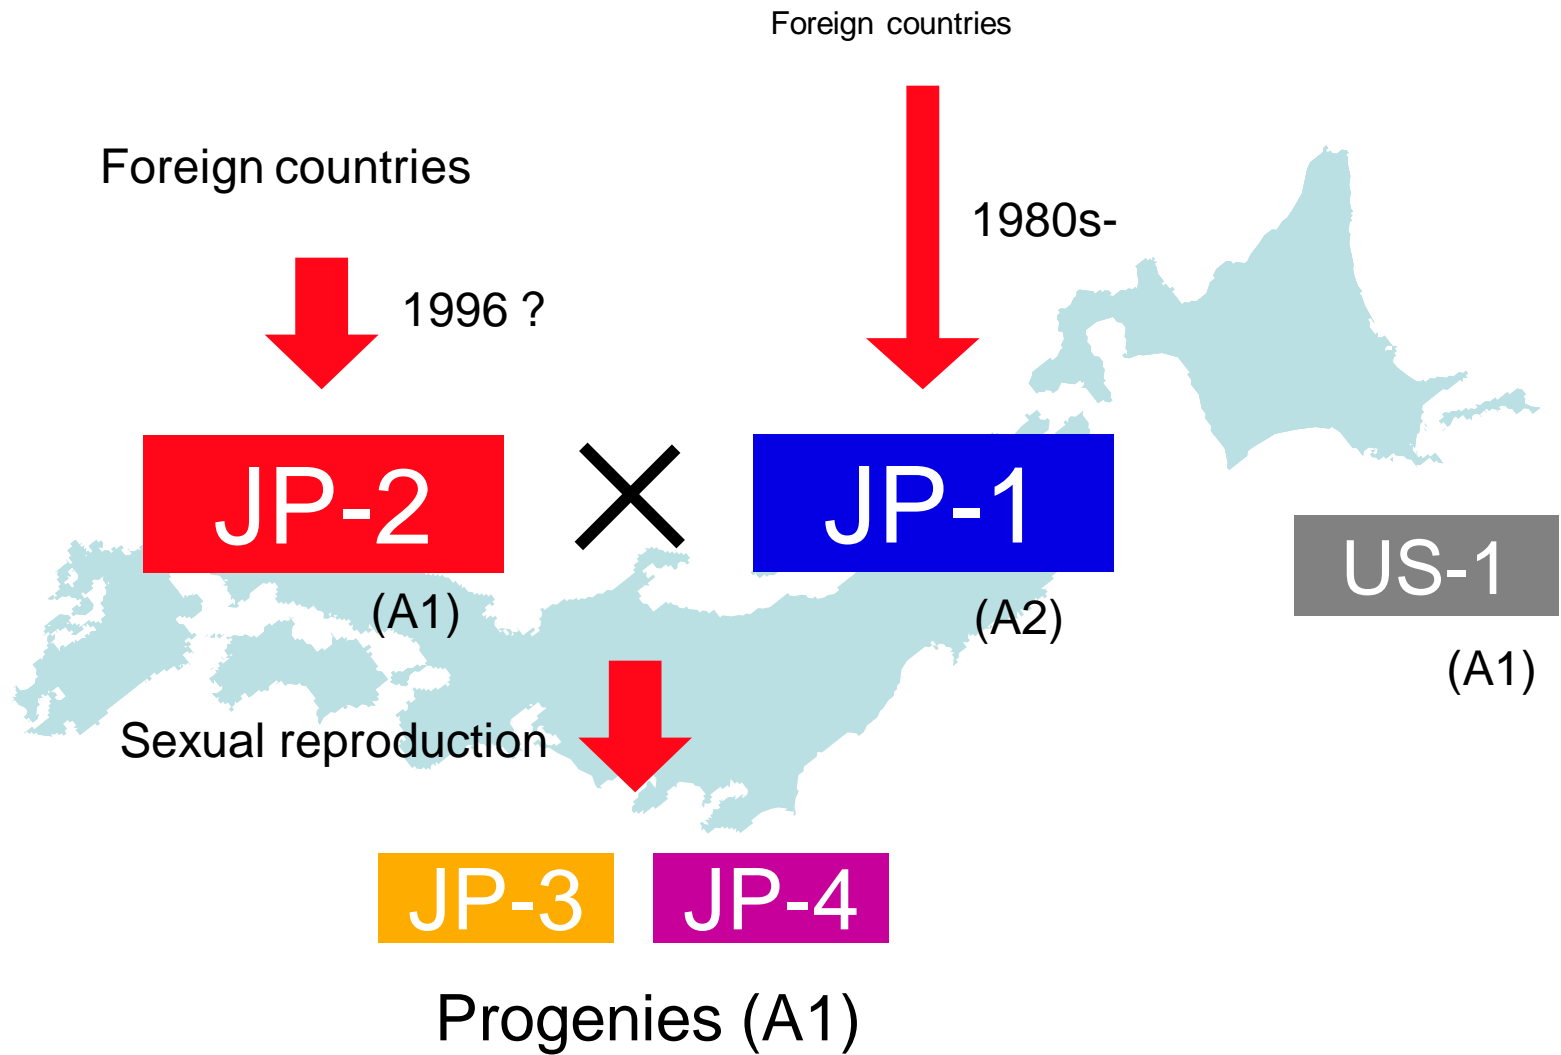 Foreign countries
Foreign countries
1980s-
1996 ?
JP-2
JP-1
US-1
(A1)
(A2)
(A1)
Sexual reproduction
JP-3
JP-4
Progenies (A1)